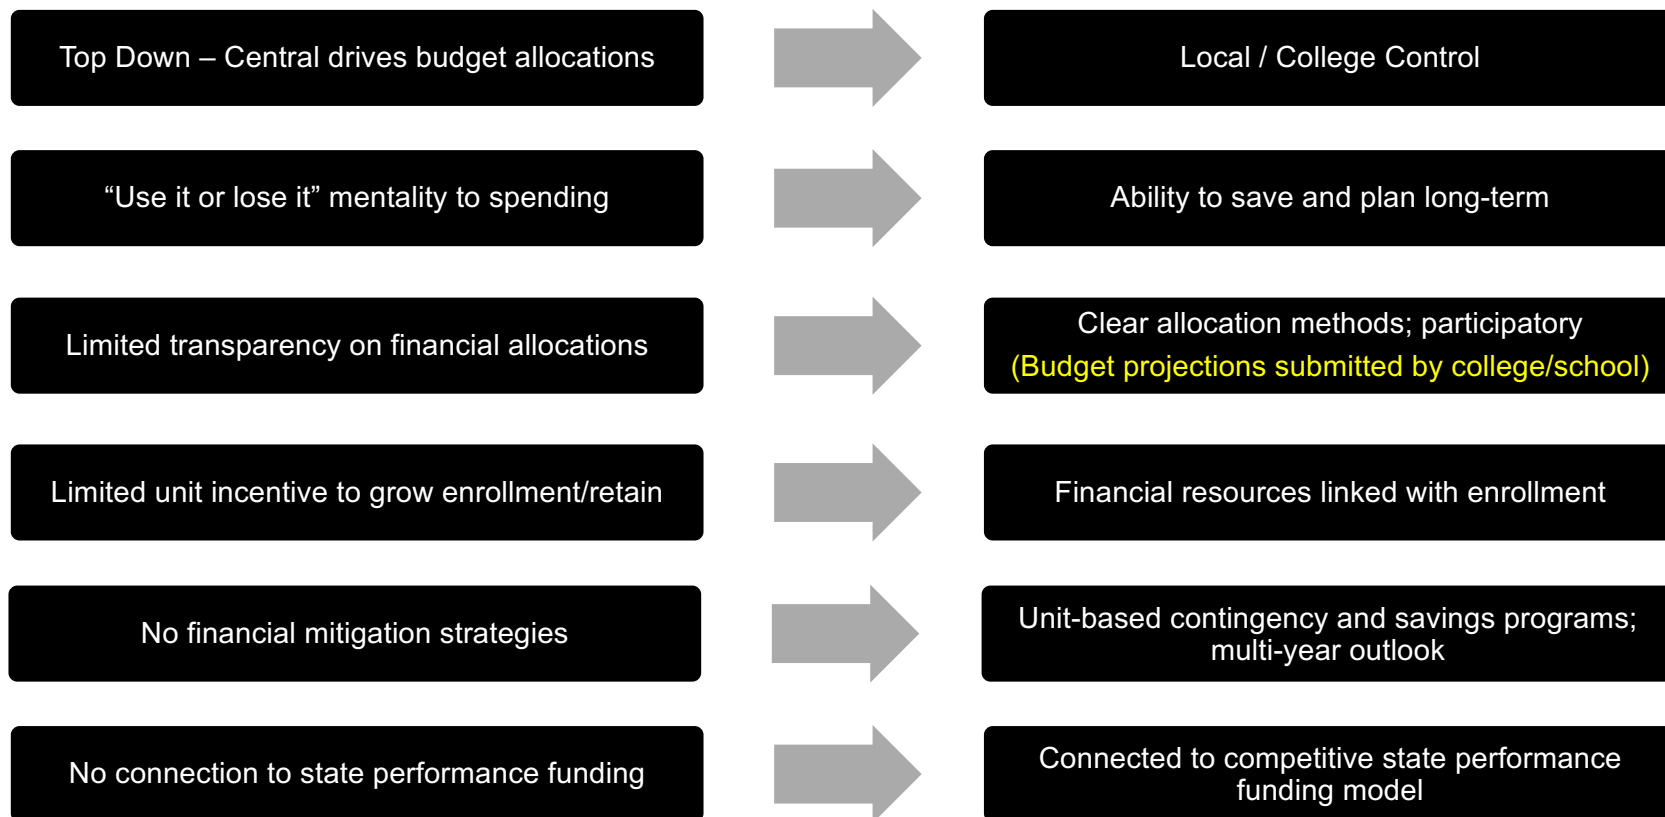 Top Down – Central drives budget allocations
Local / College Control
“Use it or lose it” mentality to spending
Ability to save and plan long-term
Limited transparency on financial allocations
Clear allocation methods; participatory
(Budget projections submitted by college/school)
Limited unit incentive to grow enrollment/retain
Financial resources linked with enrollment
No financial mitigation strategies
Unit-based contingency and savings programs;
multi-year outlook
No connection to state performance funding
Connected to competitive state performance
funding model